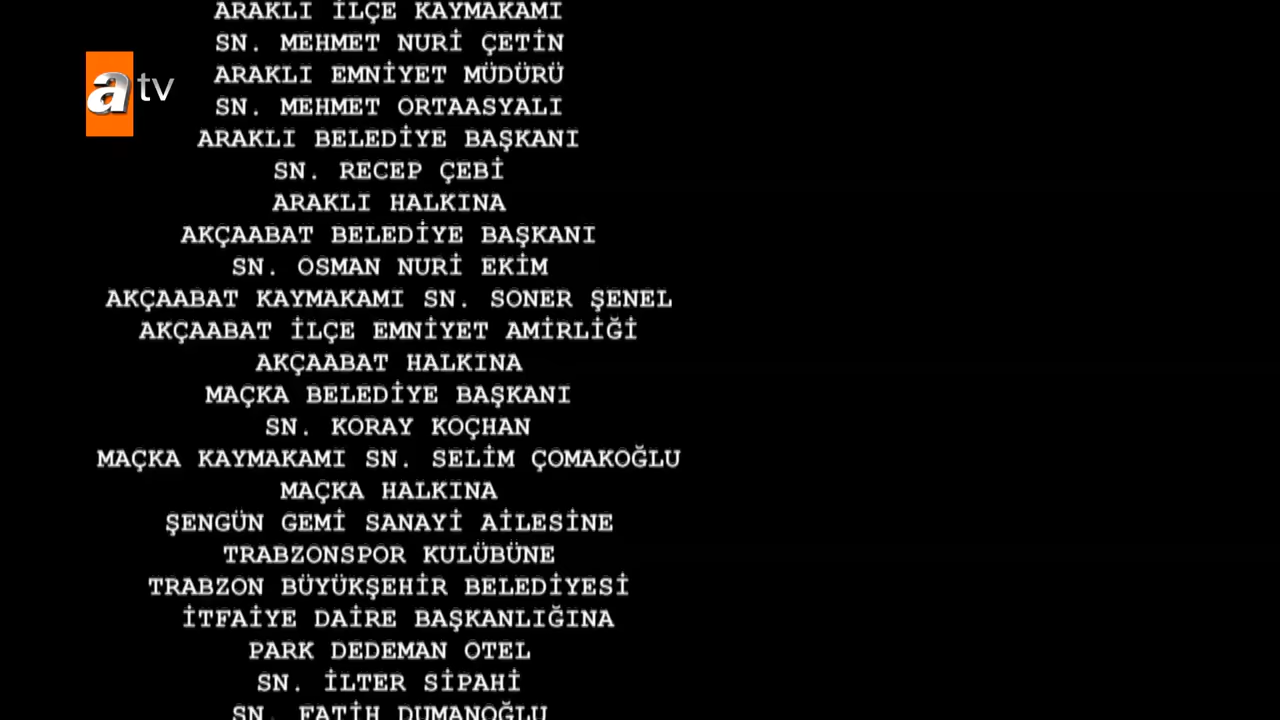 ARAKLI İLÇE KAYMAKAMI
SN. MEHMET NURİ ÇETİN
atv
ARAKLI EMNİYET MÜDÜRÜ
SN. MEHMET ORTAASYALI
ARAKLI BELEDİYE BAŞKANI
SN. RECEP ÇEBİ
ARAKLI HALKINA
AKÇAABAT BELEDİYE BAŞKANI
SN. OSMAN NURİ EKİM
AKÇAABAT KAYMAKAMI SN. SONER ŞENEL
AKÇAABAT İLÇE EMNİYET AMİRLİĞİ
AKÇAABAT HALKINA
MAÇKA BELEDİYE BAŞKANI
SN. KORAY KOÇHAN
MAÇKA KAYMAKAMI SN. SELİM ÇOMAKOĞLU
MAÇKA HALKINA
ŞENGÜN GEMİ SANAYİ AİLESİNE
TRABZONSPOR KULÜBÜNE
TRABZON BÜYÜKŞEHİR BELEDİYESİ
İTFAİYE DAİRE BAŞKANLIĞINA
PARK DEDEMAN OTEL
SN. İLTER SİPAHİ
SN. FATİH DUMANOĞLU